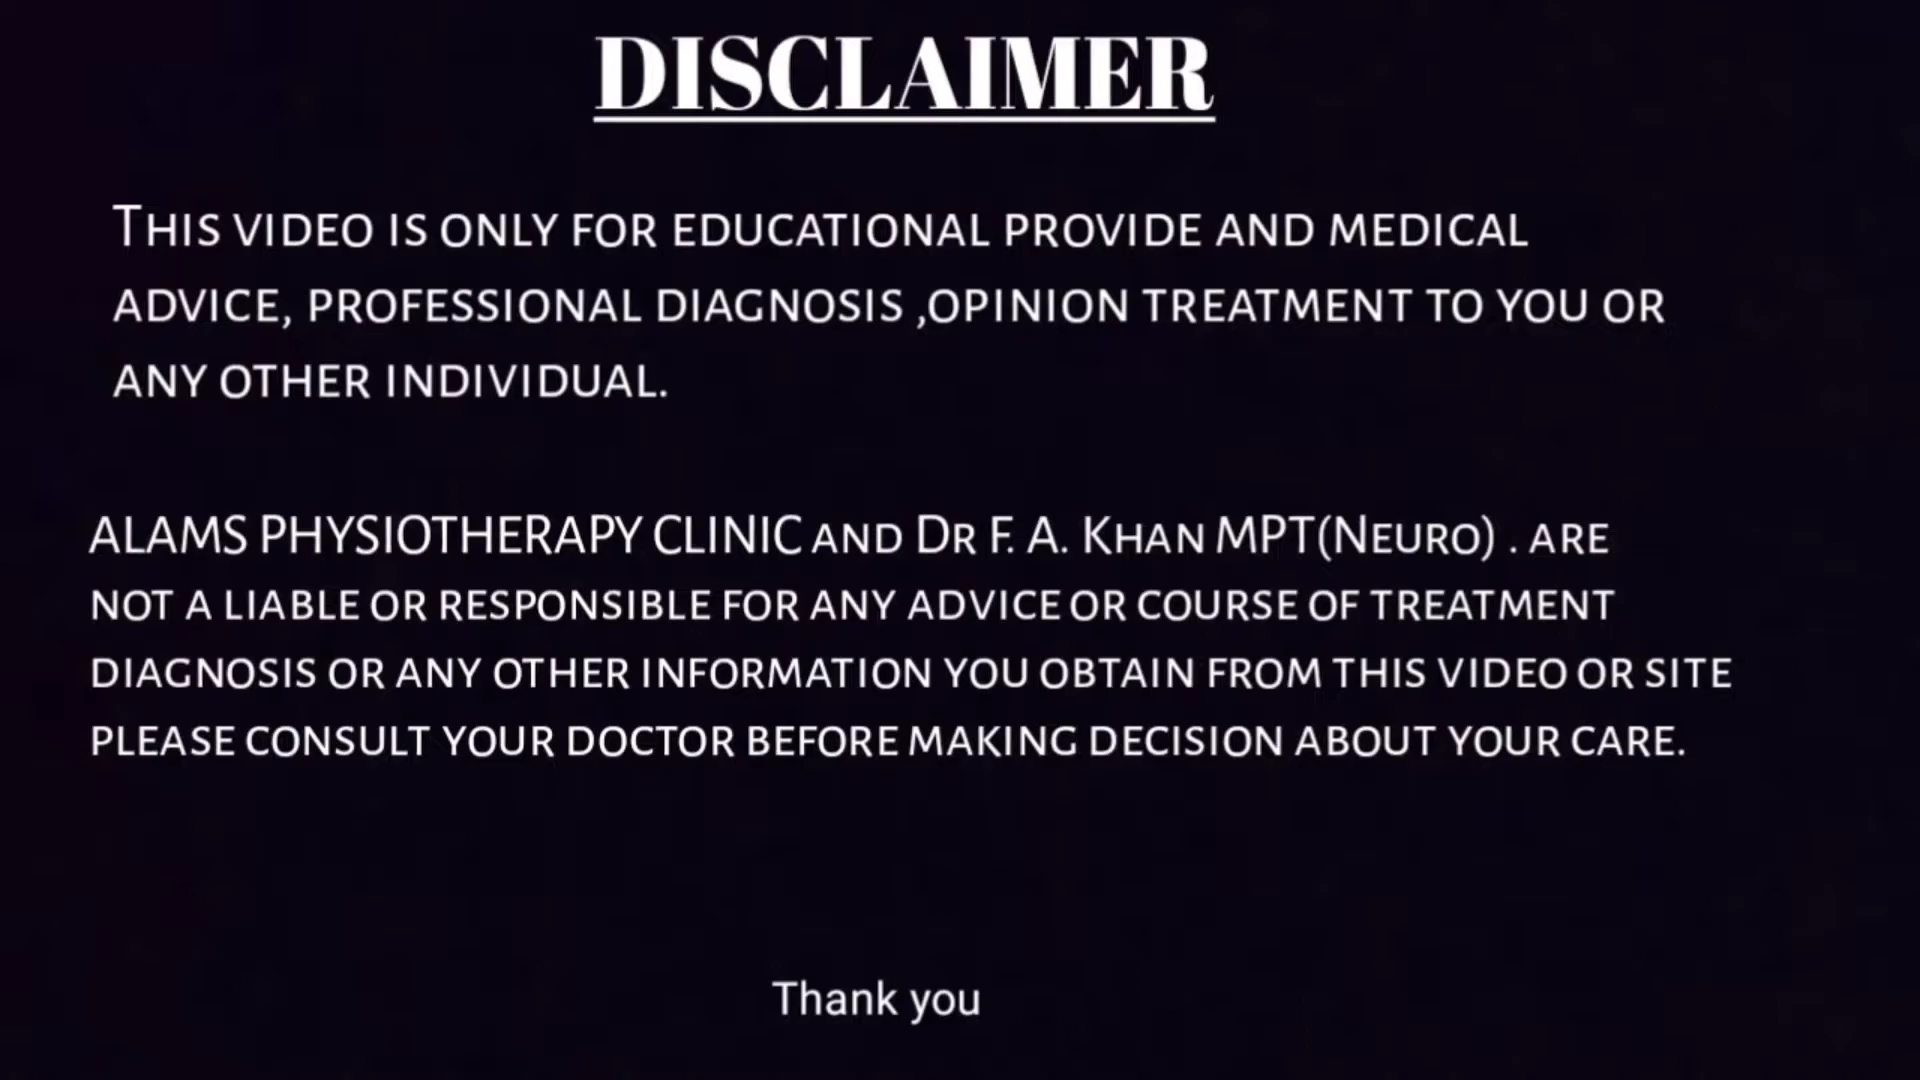 DISCLAIMER
THIS VIDEO IS ONLY FOR EDUCATIONAL PROVIDE AND MEDICAL
ADVICE, PROFESSIONAL DIAGNOSIS ,OPINION TREATMENT TO YOU OR
ANY OTHER INDIVIDUAL.
ALAMS PHYSIOTHERAPY CLINIC AND DR F. A. KHAN MPT(NEURO) . ARE
NOT A LIABLE OR RESPONSIBLE FOR ANY ADVICE OR COURSE OF TREATMENT
DIAGNOSIS OR ANY OTHER INFORMATION YOU OBTAIN FROM THIS VIDEO OR SITE
PLEASE CONSULT YOUR DOCTOR BEFORE MAKING DECISION ABOUT YOUR CARE.
Thank you